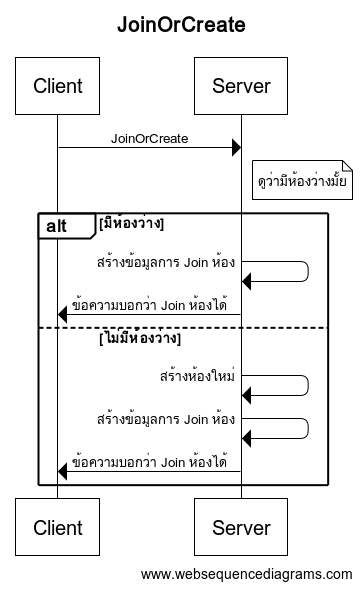 JoinOrCreate
Client
Server
JoinOrCreate
ดูว่ามีห้องว่างมั้ย
alt
[มีห้องว่าง]
สร้างข้อมูลการ Join ห้อง
ข้อความบอกว่า Join ห้องได้
[ไม่มีห้องว่าง]
สร้างห้องใหม่
สร้างข้อมูลการ Join ห้อง
ข้อความบอกว่า Join ห้องได้
Client
Server
www.websequencediagrams.com